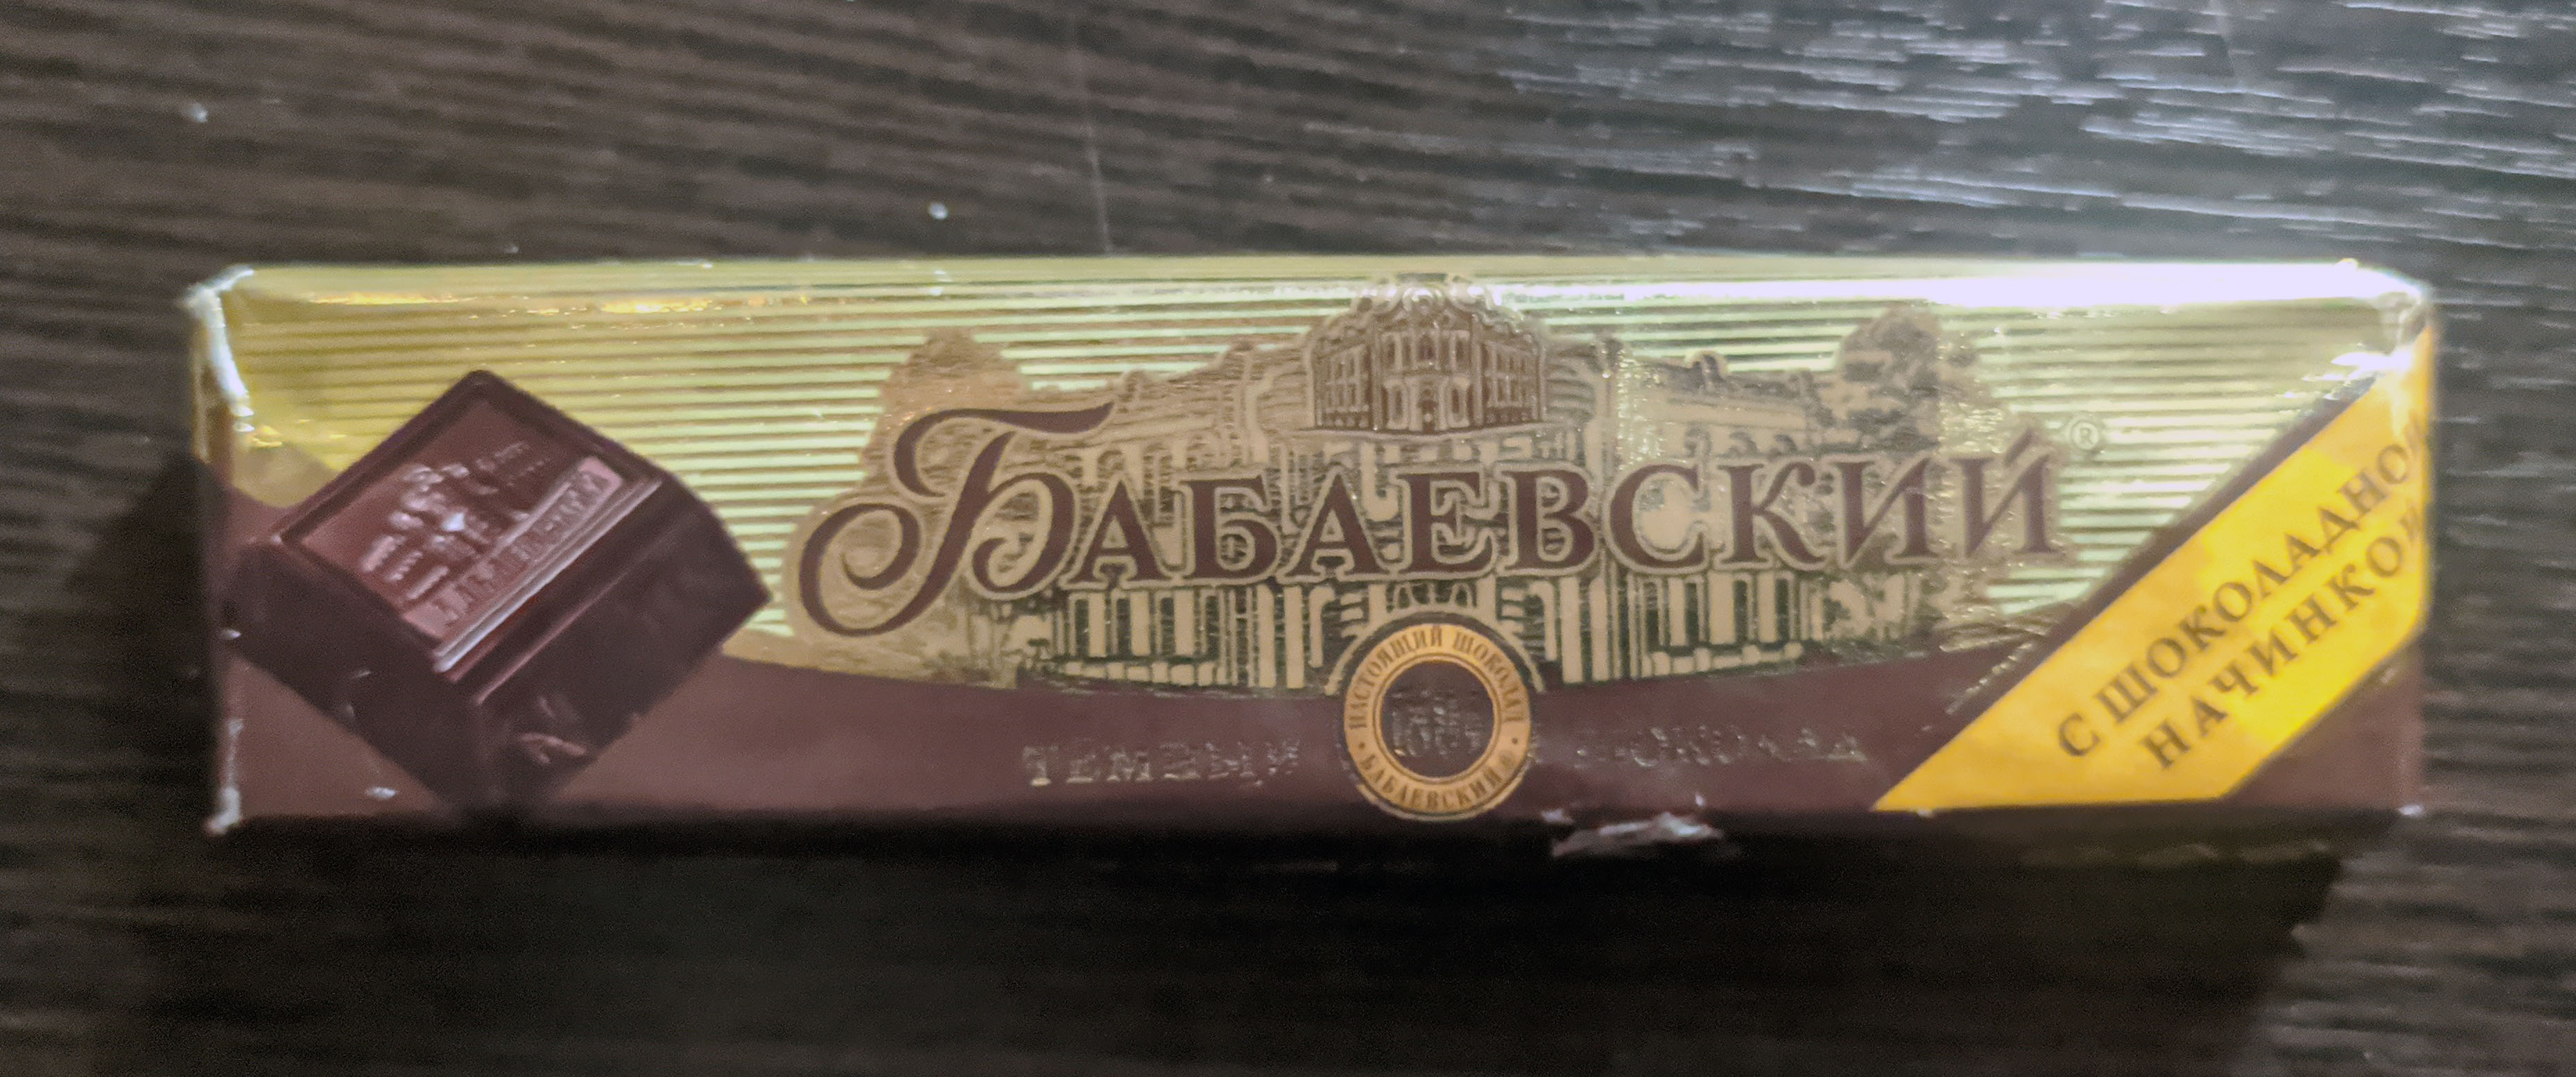 БАБАЕВСКИЙ®
С ШОКОЛАДНОЙ
НАЧИНКОЙ
ТЕМНЫЙ ШОКОЛАД
НАСТОЯЩИЙ ШОКОЛАД
• БАБАЕВСКИЙ® •